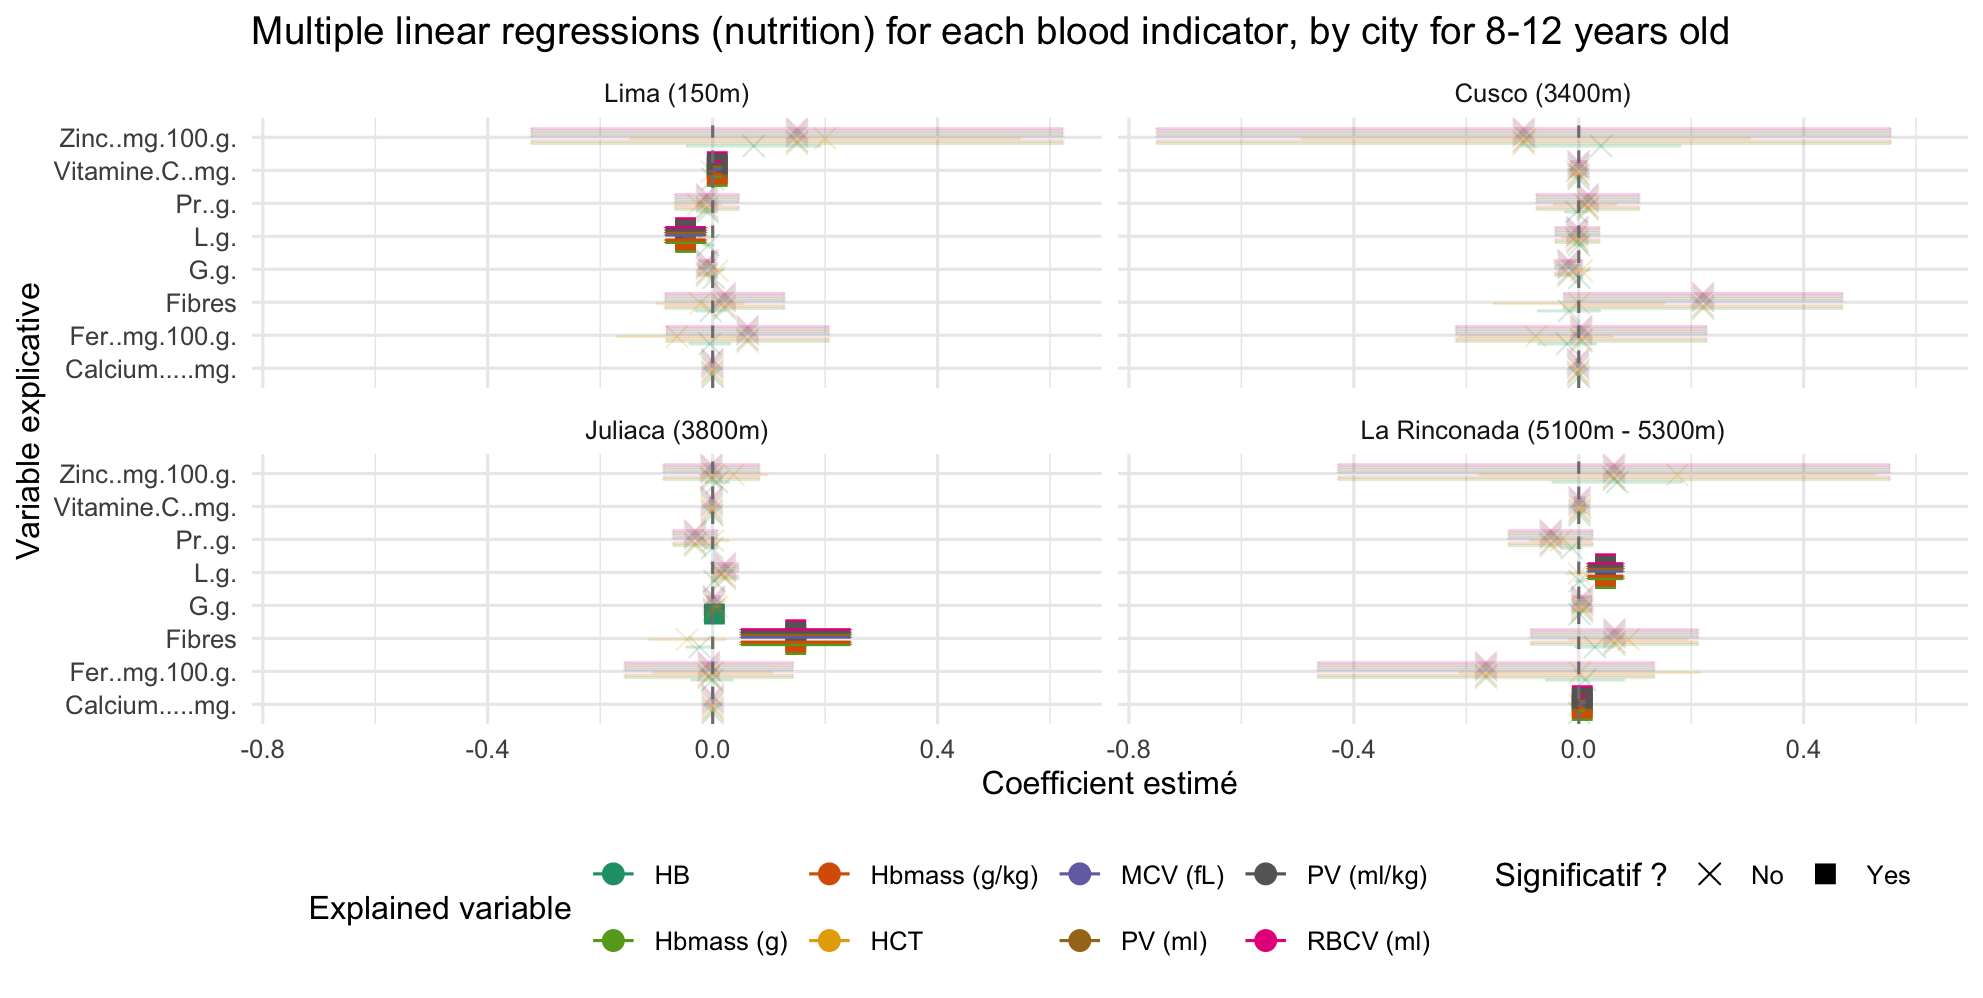 Multiple linear regressions (nutrition) for each blood indicator, by city for 8-12 years old
Lima (150m)
Cusco (3400m)
Zinc..mg.100.g.
Vitamine.C..mg.
Pr..g.
L.g.
G.g.
Fibres
Fer..mg.100.g.
Calcium.....mg.
Variable explicative
Juliaca (3800m)
La Rinconada (5100m - 5300m)
Zinc..mg.100.g.
Vitamine.C..mg.
Pr..g.
L.g.
G.g.
Fibres
Fer..mg.100.g.
Calcium.....mg.
-0.8 -0.4 0.0 0.4 -0.8 -0.4 0.0 0.4
Coefficient estimé
Explained variable
HB Hbmass (g/kg) MCV (fL) PV (ml/kg)
Hbmass (g) HCT PV (ml) RBCV (ml)
Significatif ? No Yes